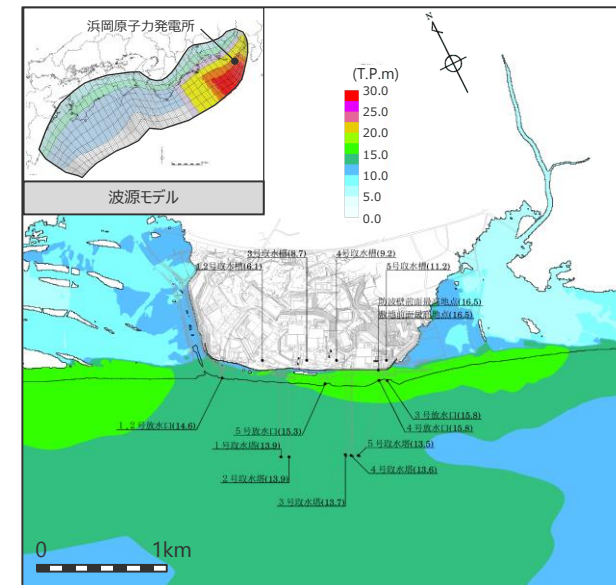 浜岡原子力発電所
波源モデル
N
(T.P.m)
30.0
25.0
20.0
15.0
10.0
5.0
0.0
3号取水槽(8.7)
4号取水槽(9.2)
1,2号取水槽(6.1)
5号取水槽(11.2)
防波壁前面最高地点(16.5)
敷地前面最高地点(16.5)
3号放水口(15.8)
1,2号放水口(14.6)
5号放水口(15.3)
4号放水口(15.8)
1号取水塔(13.9)
5号取水塔(13.5)
2号取水塔(13.9)
4号取水塔(13.6)
3号取水塔(13.7)
0 1km